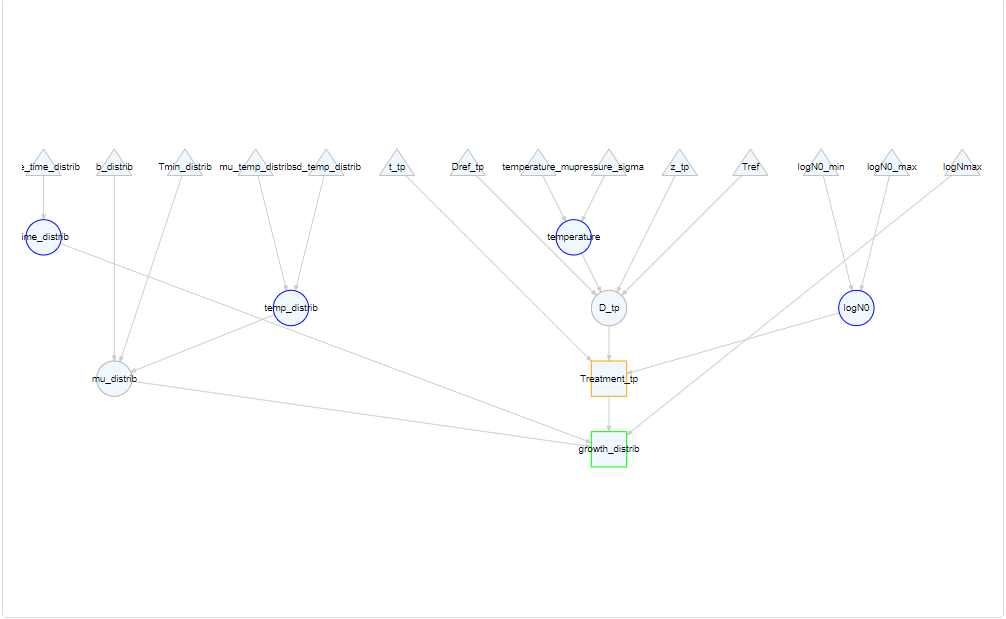 e_time_distrib b_distrib Tmin_distrib mu_temp_distrib sd_temp_distrib t_tp Dref_tp temperature_mu pressure_sigma z_tp Tref logN0_min logN0_max logNmax
ime_distrib temperature
temp_distrib D_tp logN0
mu_distrib Treatment_tp
growth_distrib